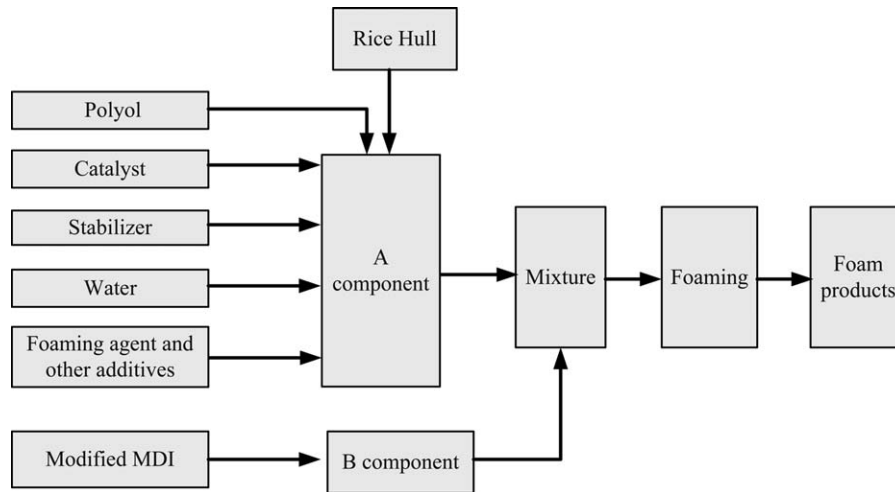 Rice Hull
Polyol
Catalyst
Stabilizer
Water
Foaming agent and
other additives
Modified MDI
A
component
B component
Mixture
Foaming
Foam
products